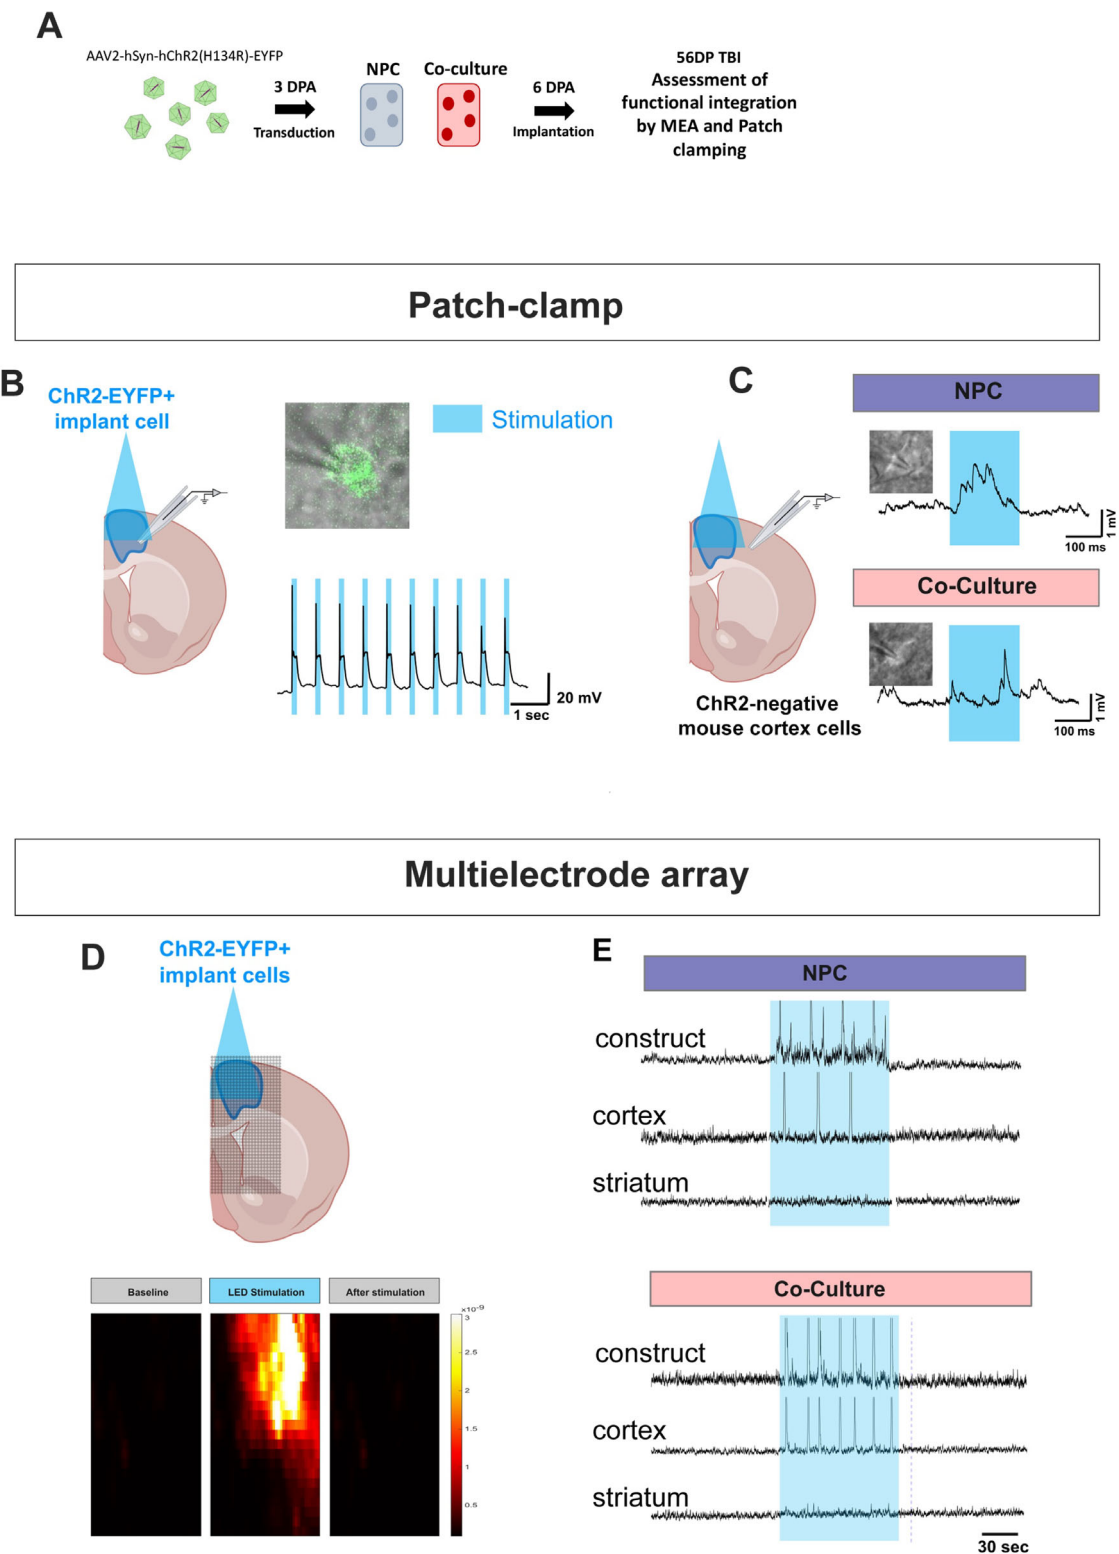 A
AAV2-hSyn-hChR2(H134R)-EYFP
3 DPA
Transduction
NPC
Co-culture
6 DPA
Implantation
56DP TBI
Assessment of
functional integration
by MEA and Patch
clamping
Patch-clamp
B
ChR2-EYFP+
implant cell
Stimulation
20 mV
1 sec
C
NPC
1 mV
100 ms
Co-Culture
1 mV
100 ms
ChR2-negative
mouse cortex cells
Multielectrode array
D
ChR2-EYFP+
implant cells
Baseline
LED Stimulation
After stimulation
×10-9
3
2.5
2
1.5
1
0.5
E
NPC
construct
cortex
striatum
Co-Culture
construct
cortex
striatum
30 sec